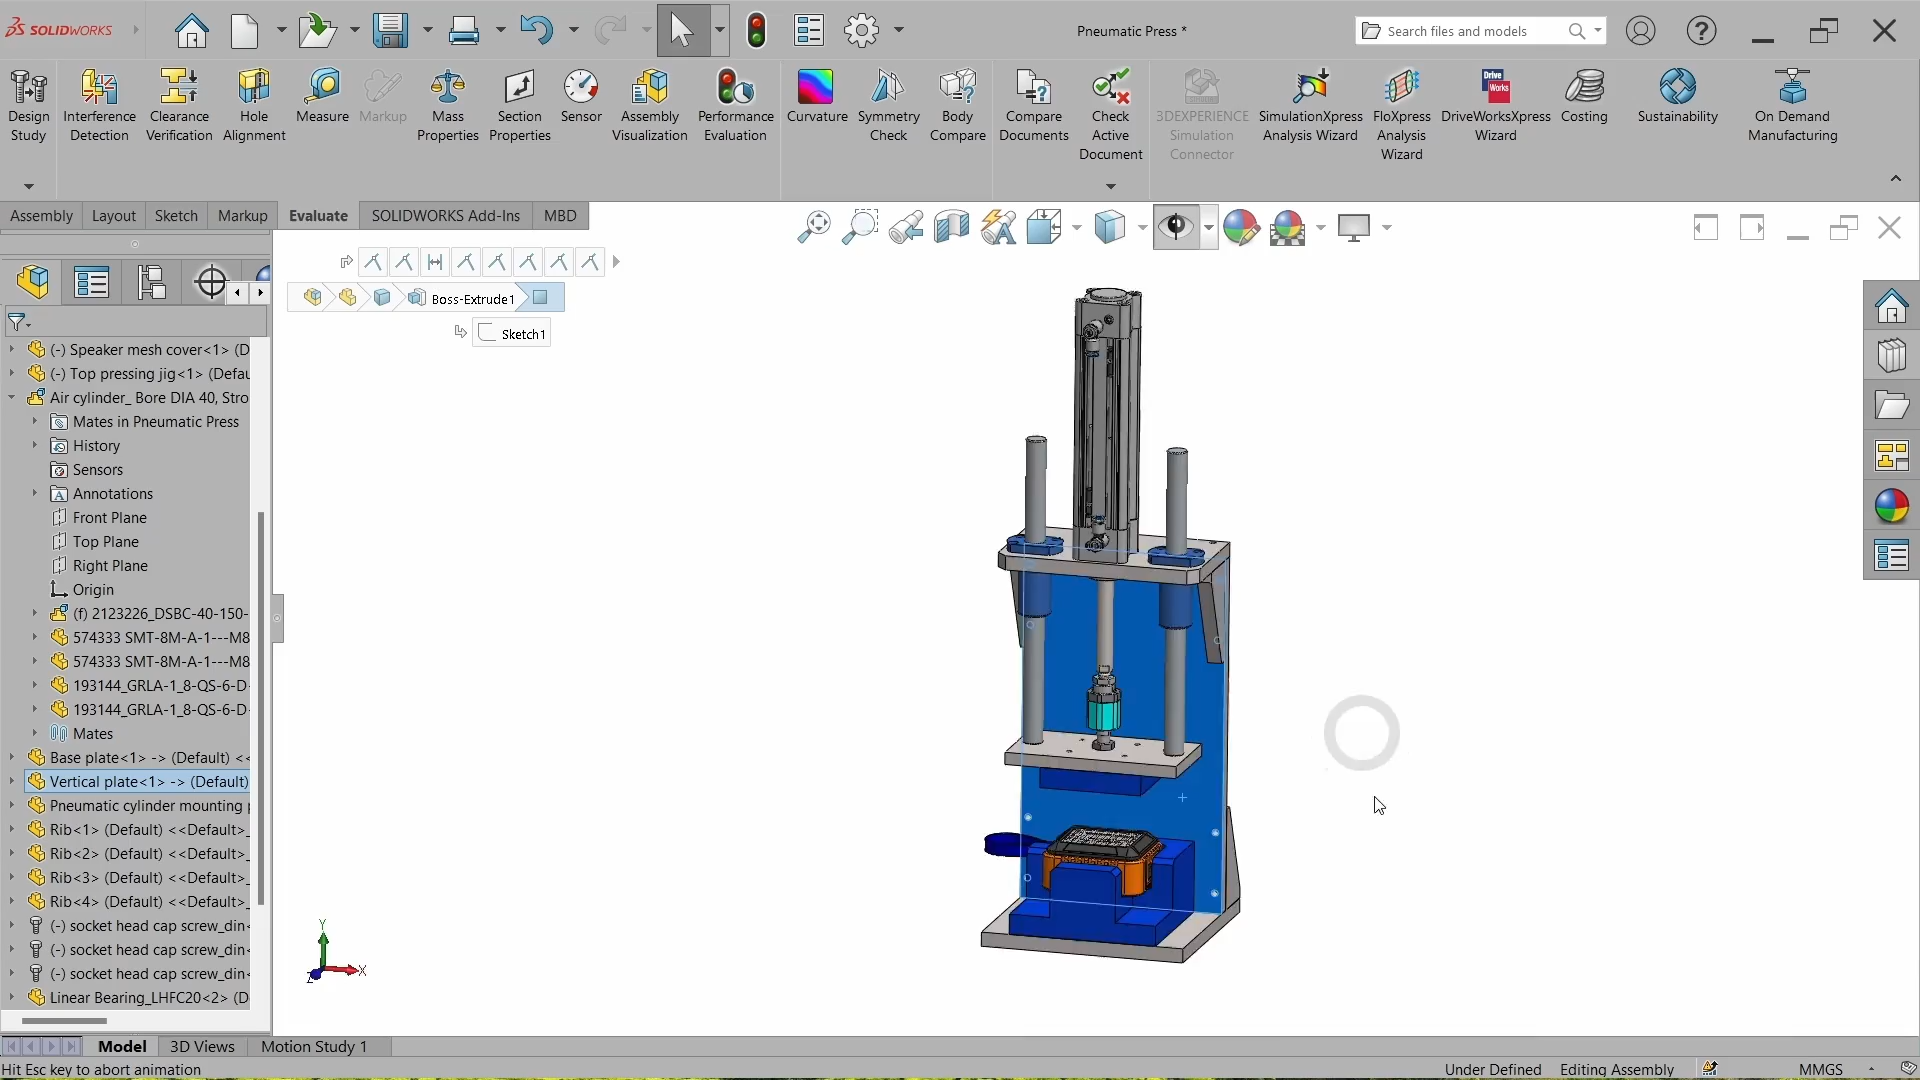 SOLIDWORKS
Pneumatic Press *
Search files and models
Design Study
Interference Detection
Clearance Verification
Hole Alignment
Measure
Markup
Mass Properties
Section Properties
Sensor
Assembly Visualization
Performance Evaluation
Curvature
Symmetry Check
Body Compare
Compare Documents
Check Active Document
3DEXPERIENCE Simulation Connector
SimulationXpress Analysis Wizard
FloXpress Analysis Wizard
Drive Works
DriveWorksXpress Wizard
Costing
Sustainability
On Demand Manufacturing
Assembly
Layout
Sketch
Markup
Evaluate
SOLIDWORKS Add-Ins
MBD
Boss-Extrude1
Sketch1
(-) Speaker mesh cover<1> (D
(-) Top pressing jig<1> (Defau
Air cylinder_ Bore DIA 40, Stro
Mates in Pneumatic Press
History
Sensors
Annotations
Front Plane
Top Plane
Right Plane
Origin
(f) 2123226_DSBC-40-150-
574333 SMT-8M-A-1---M8
574333 SMT-8M-A-1---M8
193144_GRLA-1_8-QS-6-D-
193144_GRLA-1_8-QS-6-D-
Mates
Base plate<1> -> (Default) <<
Vertical plate<1> -> (Default)
Pneumatic cylinder mounting p
Rib<1> (Default) <<Default>_
Rib<2> (Default) <<Default>_
Rib<3> (Default) <<Default>_
Rib<4> (Default) <<Default>_
(-) socket head cap screw_din<
(-) socket head cap screw_din<
(-) socket head cap screw_din<
Linear Bearing_LHFC20<2> (D
Y
X
Z
Model
3D Views
Motion Study 1
Hit Esc key to abort animation
Under Defined
Editing Assembly
MMGS